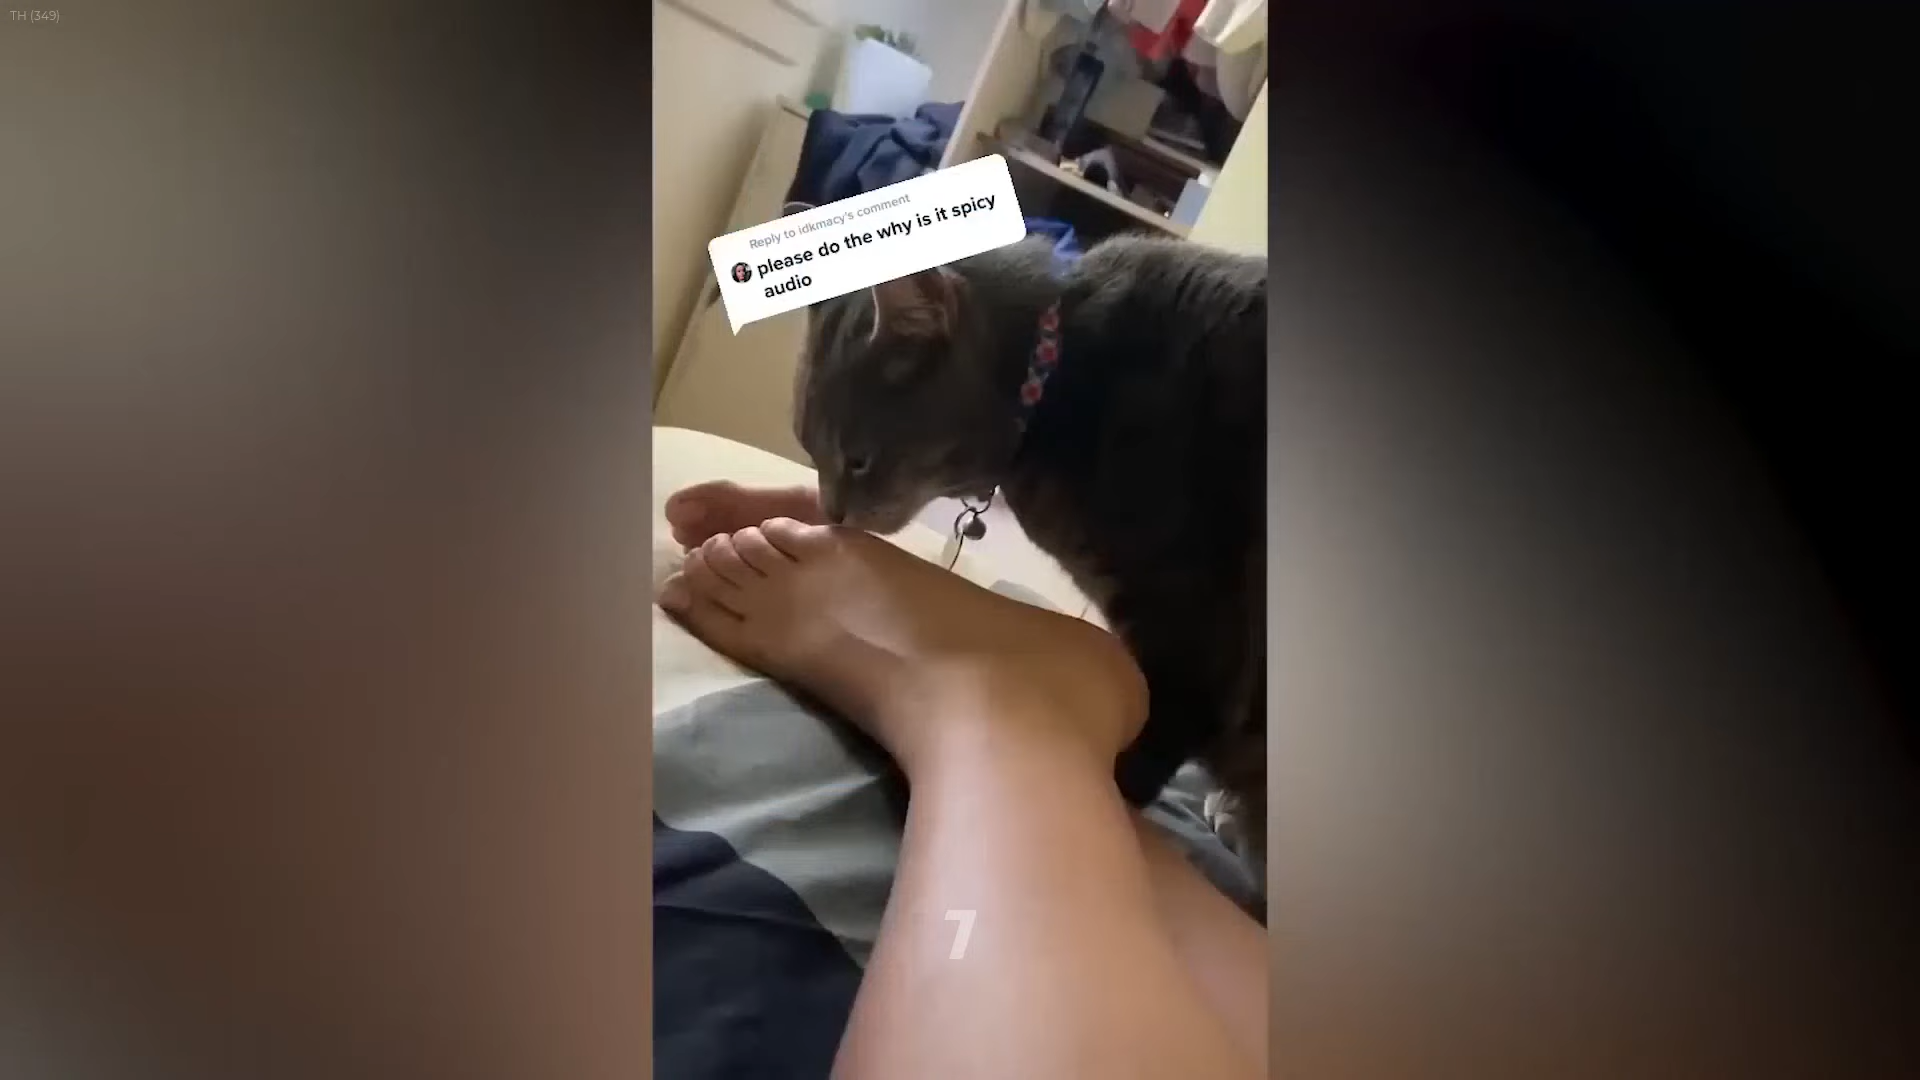 TH (349)
Reply to idkmacy's comment
please do the why is it spicy
audio
7